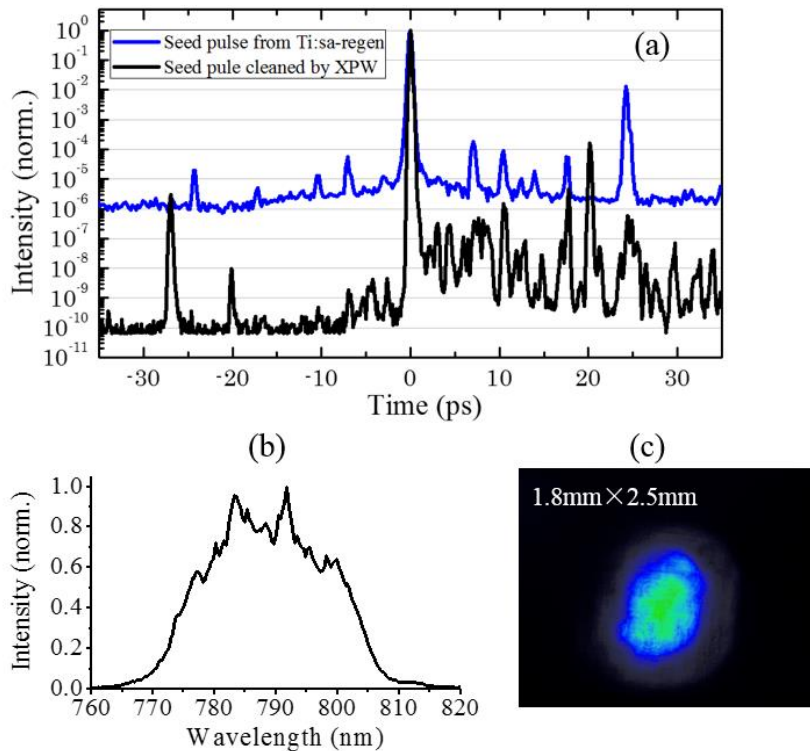 (a)
Seed pulse from Ti:sa-regen
Seed pule cleaned by XPW
Intensity (norm.)
10⁰
10⁻¹
10⁻²
10⁻³
10⁻⁴
10⁻⁵
10⁻⁶
10⁻⁷
10⁻⁸
10⁻⁹
10⁻¹⁰
10⁻¹¹
-30 -20 -10 0 10 20 30
Time (ps)
(b)
Intensity (norm.)
1.0
0.8
0.6
0.4
0.2
0.0
760 770 780 790 800 810 820
Wavelength (nm)
(c)
1.8mm×2.5mm